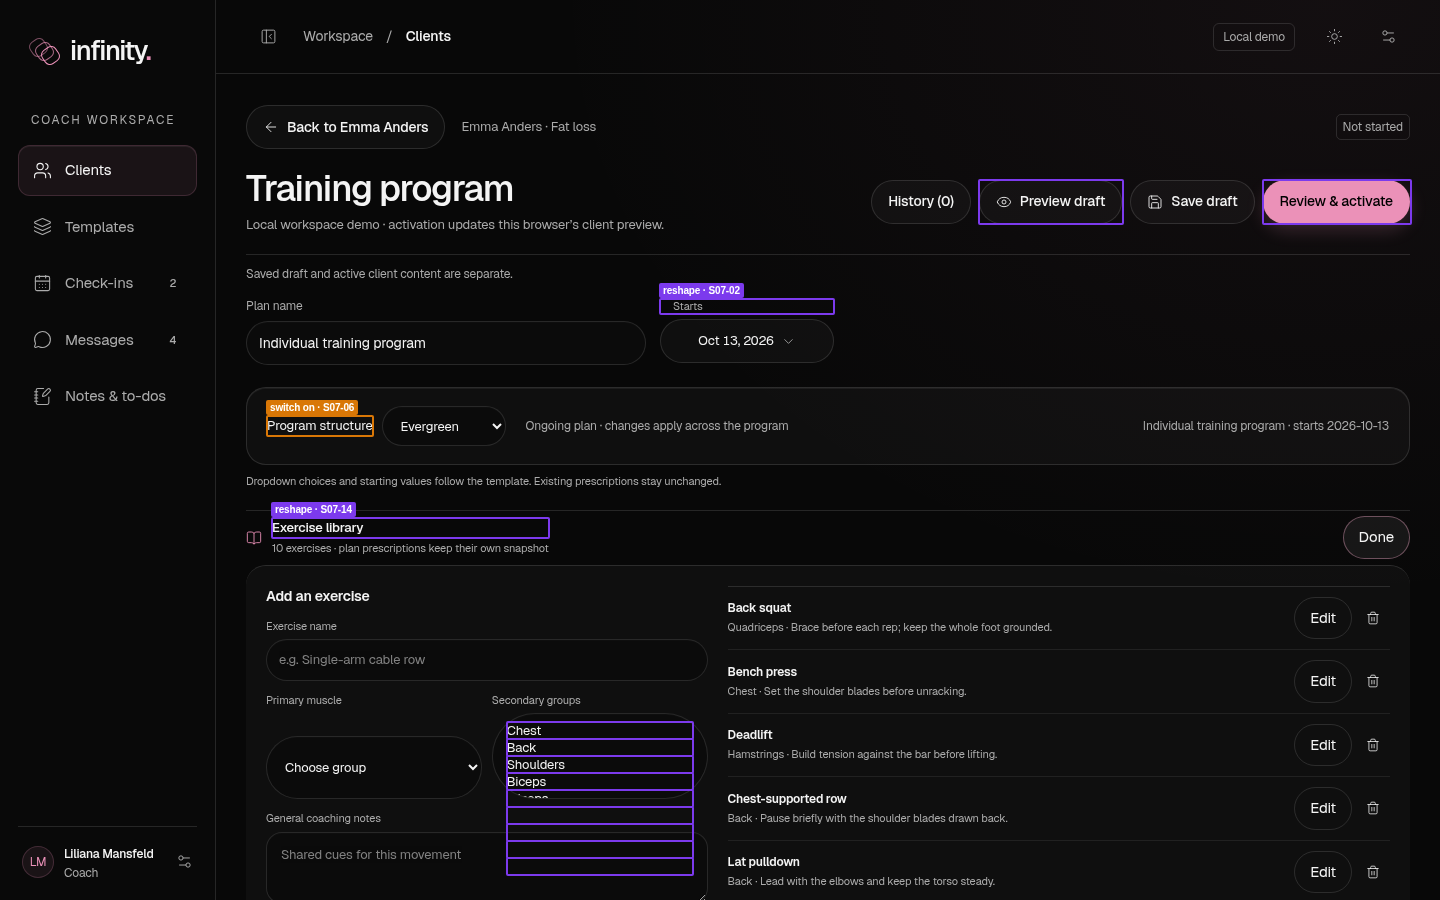 infinity.
Workspace / Clients
Local demo
COACH WORKSPACE
Clients
Templates
Check-ins 2
Messages 4
Notes & to-dos
LM
Liliana Mansfeld
Coach
Back to Emma Anders
Emma Anders · Fat loss
Not started
Training program
Local workspace demo · activation updates this browser's client preview.
History (0)
Preview draft
Save draft
Review & activate
Saved draft and active client content are separate.
Plan name
Individual training program
reshape · S07-02
Starts
Oct 13, 2026
switch on · S07-06
Program structure
Evergreen
Ongoing plan · changes apply across the program
Individual training program · starts 2026-10-13
Dropdown choices and starting values follow the template. Existing prescriptions stay unchanged.
reshape · S07-14
Exercise library
10 exercises · plan prescriptions keep their own snapshot
Done
Add an exercise
Exercise name
e.g. Single-arm cable row
Primary muscle
Choose group
Secondary groups
Chest
Back
Shoulders
Biceps
General coaching notes
Shared cues for this movement
Back squat
Quadriceps · Brace before each rep; keep the whole foot grounded.
Edit
Bench press
Chest · Set the shoulder blades before unracking.
Edit
Deadlift
Hamstrings · Build tension against the bar before lifting.
Edit
Chest-supported row
Back · Pause briefly with the shoulder blades drawn back.
Edit
Lat pulldown
Back · Lead with the elbows and keep the torso steady.
Edit